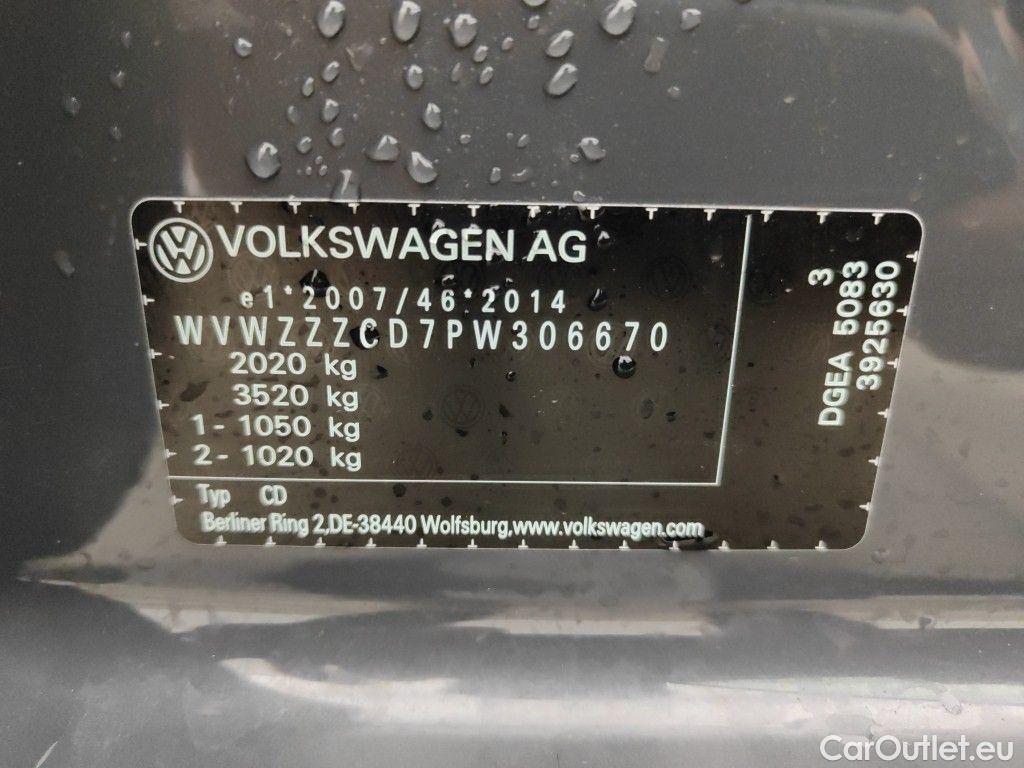 VOLKSWAGEN AG
e1*2007/46*2014
WVWZZZCD7PW306670
2020 kg
3520 kg
1- 1050 kg
2- 1020 kg
Typ CD
Berliner Ring 2,DE-38440 Wolfsburg,www.volkswagen.com
3
DGEA 5083
3925630
CarOutlet.eu